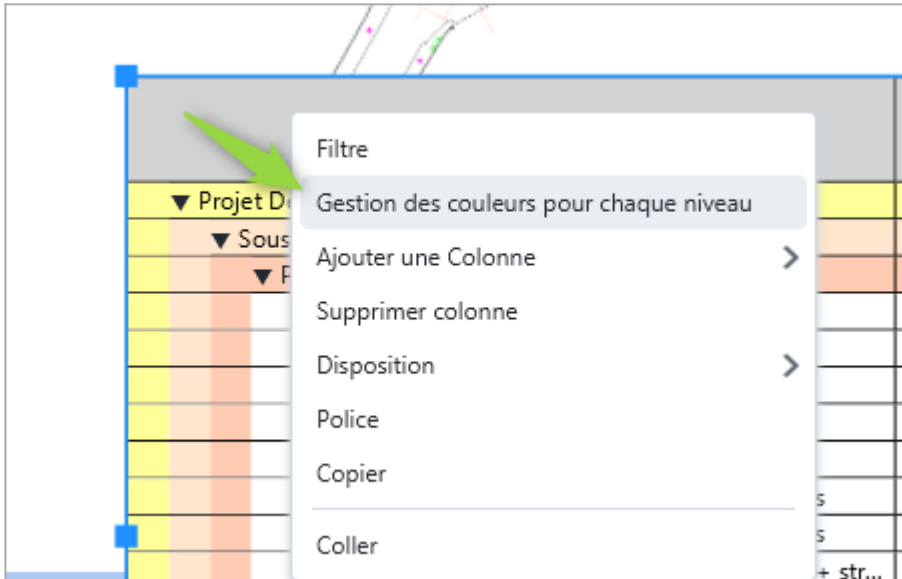 Filtre
▼ Projet D
Gestion des couleurs pour chaque niveau
▼ Sous
Ajouter une Colonne
▼ P
Supprimer colonne
Disposition
Police
Copier
s
s
Coller
+ str...